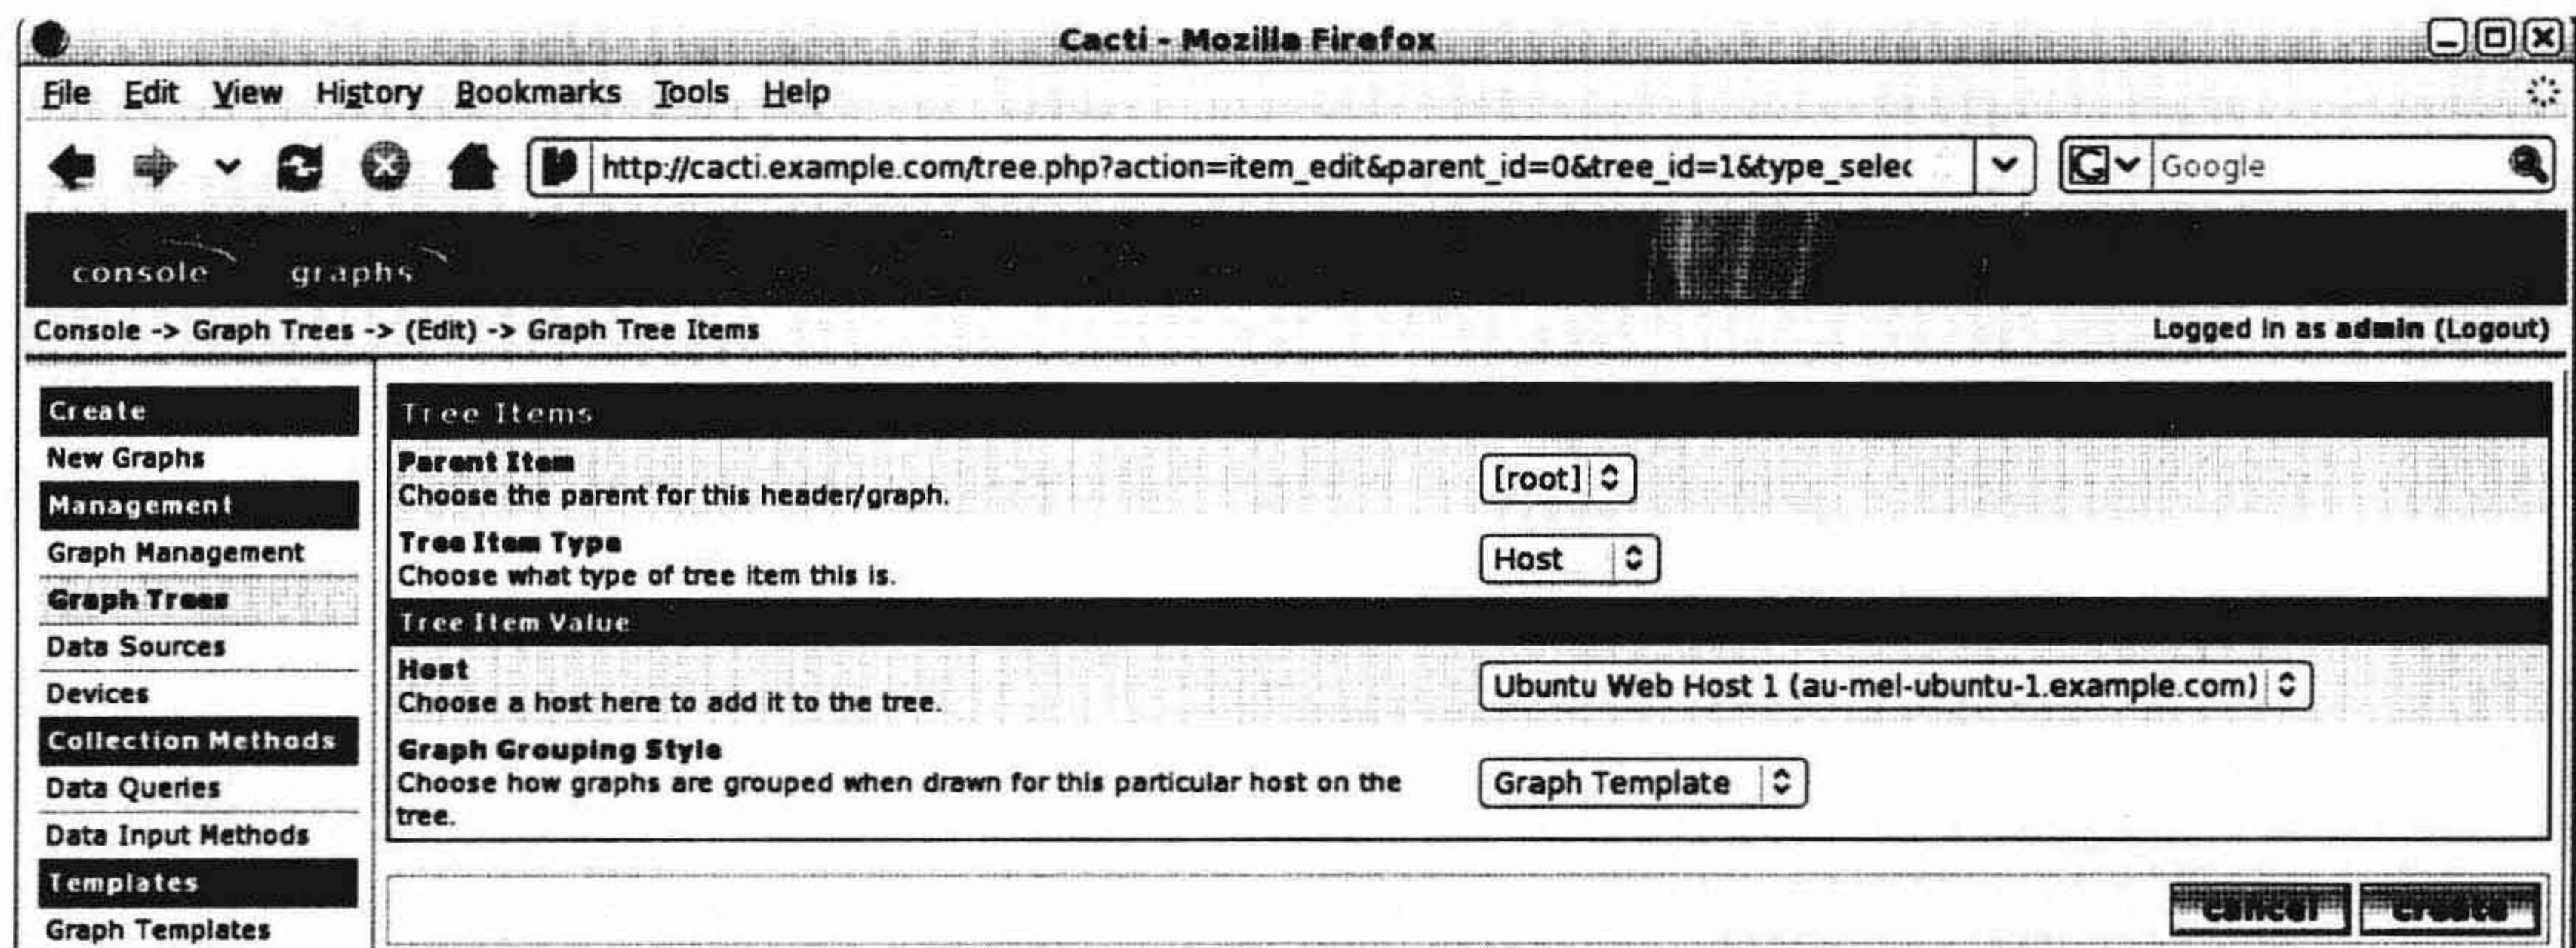 Cacti - Mozilla Firefox
File Edit View History Bookmarks Tools Help
http://cacti.example.com/tree.php?action=item_edit&parent_id=0&tree_id=1&type_selec
Google
console graphs
Console -> Graph Trees -> (Edit) -> Graph Tree Items
Logged in as admin (Logout)
Create
New Graphs
Management
Graph Management
Graph Trees
Data Sources
Devices
Collection Methods
Data Queries
Data Input Methods
Templates
Graph Templates
Tree Items
Parent Item
Choose the parent for this header/graph.
[root]
Tree Item Type
Choose what type of tree item this is.
Host
Tree Item Value
Host
Choose a host here to add it to the tree.
Ubuntu Web Host 1 (au-mel-ubuntu-1.example.com)
Graph Grouping Style
Choose how graphs are grouped when drawn for this particular host on the
tree.
Graph Template
cancel create